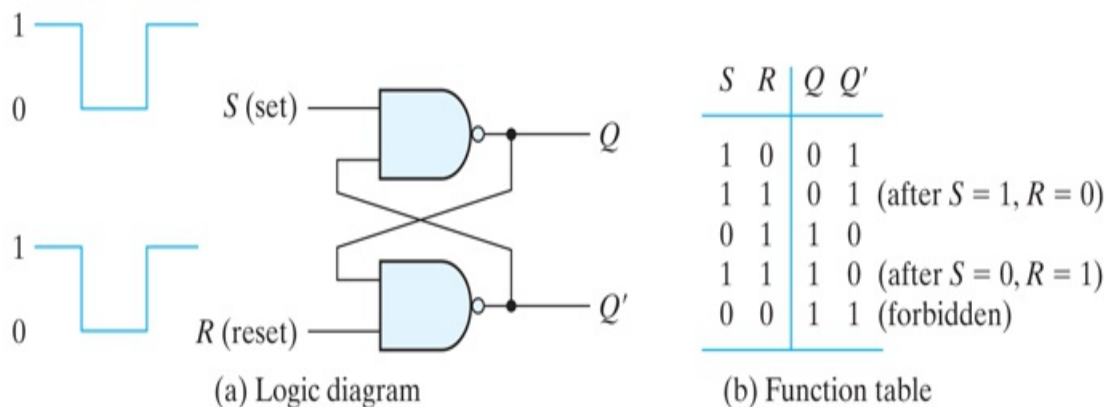 1
0
S (set)
Q
1
0
R (reset)
Q′
(a) Logic diagram
S R Q Q′
1 0 0 1
1 1 0 1 (after S = 1, R = 0)
0 1 1 0
1 1 1 0 (after S = 0, R = 1)
0 0 1 1 (forbidden)
(b) Function table